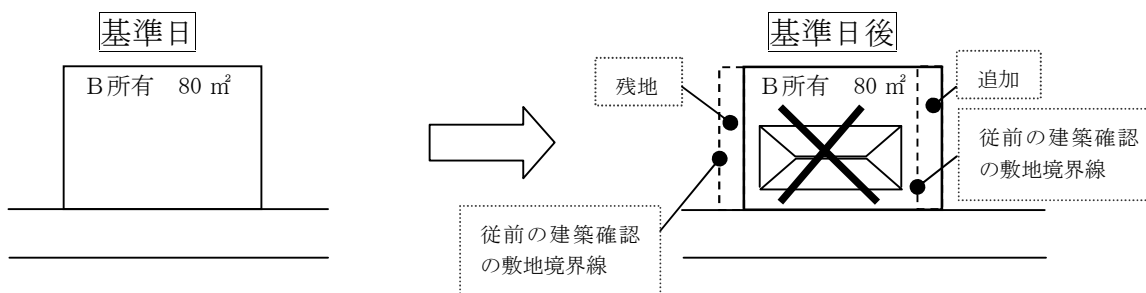 基準日
B所有 80 ㎡
基準日後
残地
B所有 80 ㎡
追加
従前の建築確認
の敷地境界線
従前の建築確認
の敷地境界線